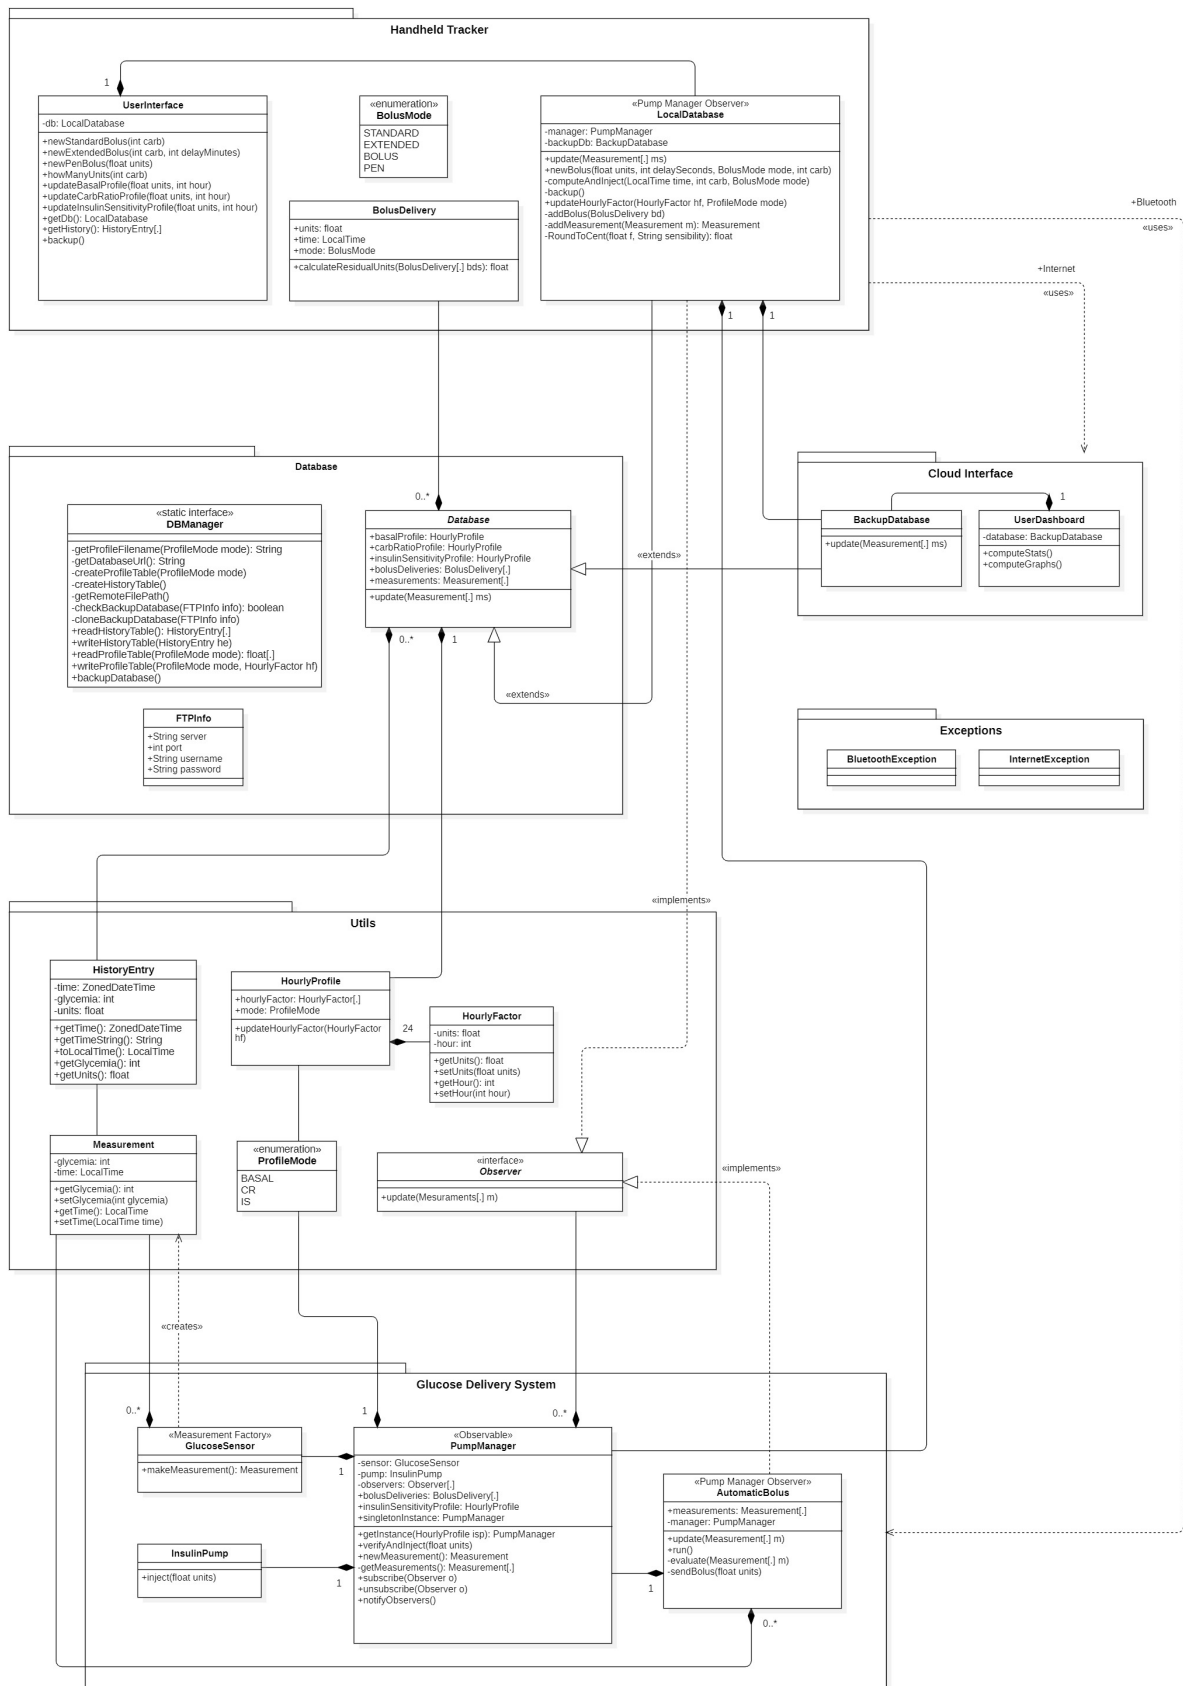 Handheld Tracker
1
UserInterface
-db: LocalDatabase
+newStandardBolus(int carb)
+newExtendedBolus(int carb, int delayMinutes)
+newPenBolus(float units)
+howManyUnits(int carb)
+updateBasalProfile(float units, int hour)
+updateCarbRatioProfile(float units, int hour)
+updateInsulinSensitivityProfile(float units, int hour)
+getDb(): LocalDatabase
+getHistory(): HistoryEntry[.]
+backup()
«enumeration»
BolusMode
STANDARD
EXTENDED
BOLUS
PEN
BolusDelivery
+units: float
+time: LocalTime
+mode: BolusMode
+calculateResidualUnits(BolusDelivery[.] bds): float
«Pump Manager Observer»
LocalDatabase
-manager: PumpManager
-backupDb: BackupDatabase
+update(Measurement[.] ms)
+newBolus(float units, int delaySeconds, BolusMode mode, int carb)
-computeAndInject(LocalTime time, int carb, BolusMode mode)
-backup()
+updateHourlyFactor(HourlyFactor hf, ProfileMode mode)
-addBolus(BolusDelivery bd)
-addMeasurement(Measurement m): Measurement
-RoundToCent(float f, String sensibility): float
+Bluetooth
«uses»
+Internet
«uses»
1
1
Database
«static interface»
DBManager
-getProfileFilename(ProfileMode mode): String
-getDatabaseUrl(): String
-createProfileTable(ProfileMode mode)
-createHistoryTable()
-getRemoteFilePath()
-checkBackupDatabase(FTPInfo info): boolean
-cloneBackupDatabase(FTPInfo info)
+readHistoryTable(): HistoryEntry[.]
+writeHistoryTable(HistoryEntry he)
+readProfileTable(ProfileMode mode): float[.]
+writeProfileTable(ProfileMode mode, HourlyFactor hf)
+backupDatabase()
FTPInfo
+String server
+int port
+String username
+String password
0..*
Database
+basalProfile: HourlyProfile
+carbRatioProfile: HourlyProfile
+insulinSensitivityProfile: HourlyProfile
+bolusDeliveries: BolusDelivery[.]
+measurements: Measurement[.]
+update(Measurement[.] ms)
0..*
1
«extends»
«extends»
Cloud Interface
1
BackupDatabase
+update(Measurement[.] ms)
UserDashboard
-database: BackupDatabase
+computeStats()
+computeGraphs()
Exceptions
BluetoothException
InternetException
«implements»
Utils
HistoryEntry
-time: ZonedDateTime
-glycemia: int
-units: float
+getTime(): ZonedDateTime
+getTimeString(): String
+toLocalTime(): LocalTime
+getGlycemia(): int
+getUnits(): float
HourlyProfile
+hourlyFactor: HourlyFactor[.]
+mode: ProfileMode
+updateHourlyFactor(HourlyFactor
hf)
24
HourlyFactor
-units: float
-hour: int
+getUnits(): float
+setUnits(float units)
+getHour(): int
+setHour(int hour)
Measurement
-glycemia: int
-time: LocalTime
+getGlycemia(): int
+setGlycemia(int glycemia)
+getTime(): LocalTime
+setTime(LocalTime time)
«enumeration»
ProfileMode
BASAL
CR
IS
«interface»
Observer
+update(Mesuraments[.] m)
«implements»
«creates»
Glucose Delivery System
0..*
1
0..*
«Measurement Factory»
GlucoseSensor
+makeMeasurement(): Measurement
1
InsulinPump
+inject(float units)
1
«Observable»
PumpManager
-sensor: GlucoseSensor
-pump: InsulinPump
-observers: Observer[.]
+bolusDeliveries: BolusDelivery[.]
+insulinSensitivityProfile: HourlyProfile
+singletonInstance: PumpManager
+getInstance(HourlyProfile isp): PumpManager
+verifyAndInject(float units)
+newMeasurement(): Measurement
-getMeasurements(): Measurement[.]
+subscribe(Observer o)
+unsubscribe(Observer o)
+notifyObservers()
1
«Pump Manager Observer»
AutomaticBolus
+measurements: Measurement[.]
-manager: PumpManager
+update(Measurement[.] m)
+run()
-evaluate(Measurement[.] m)
-sendBolus(float units)
0..*